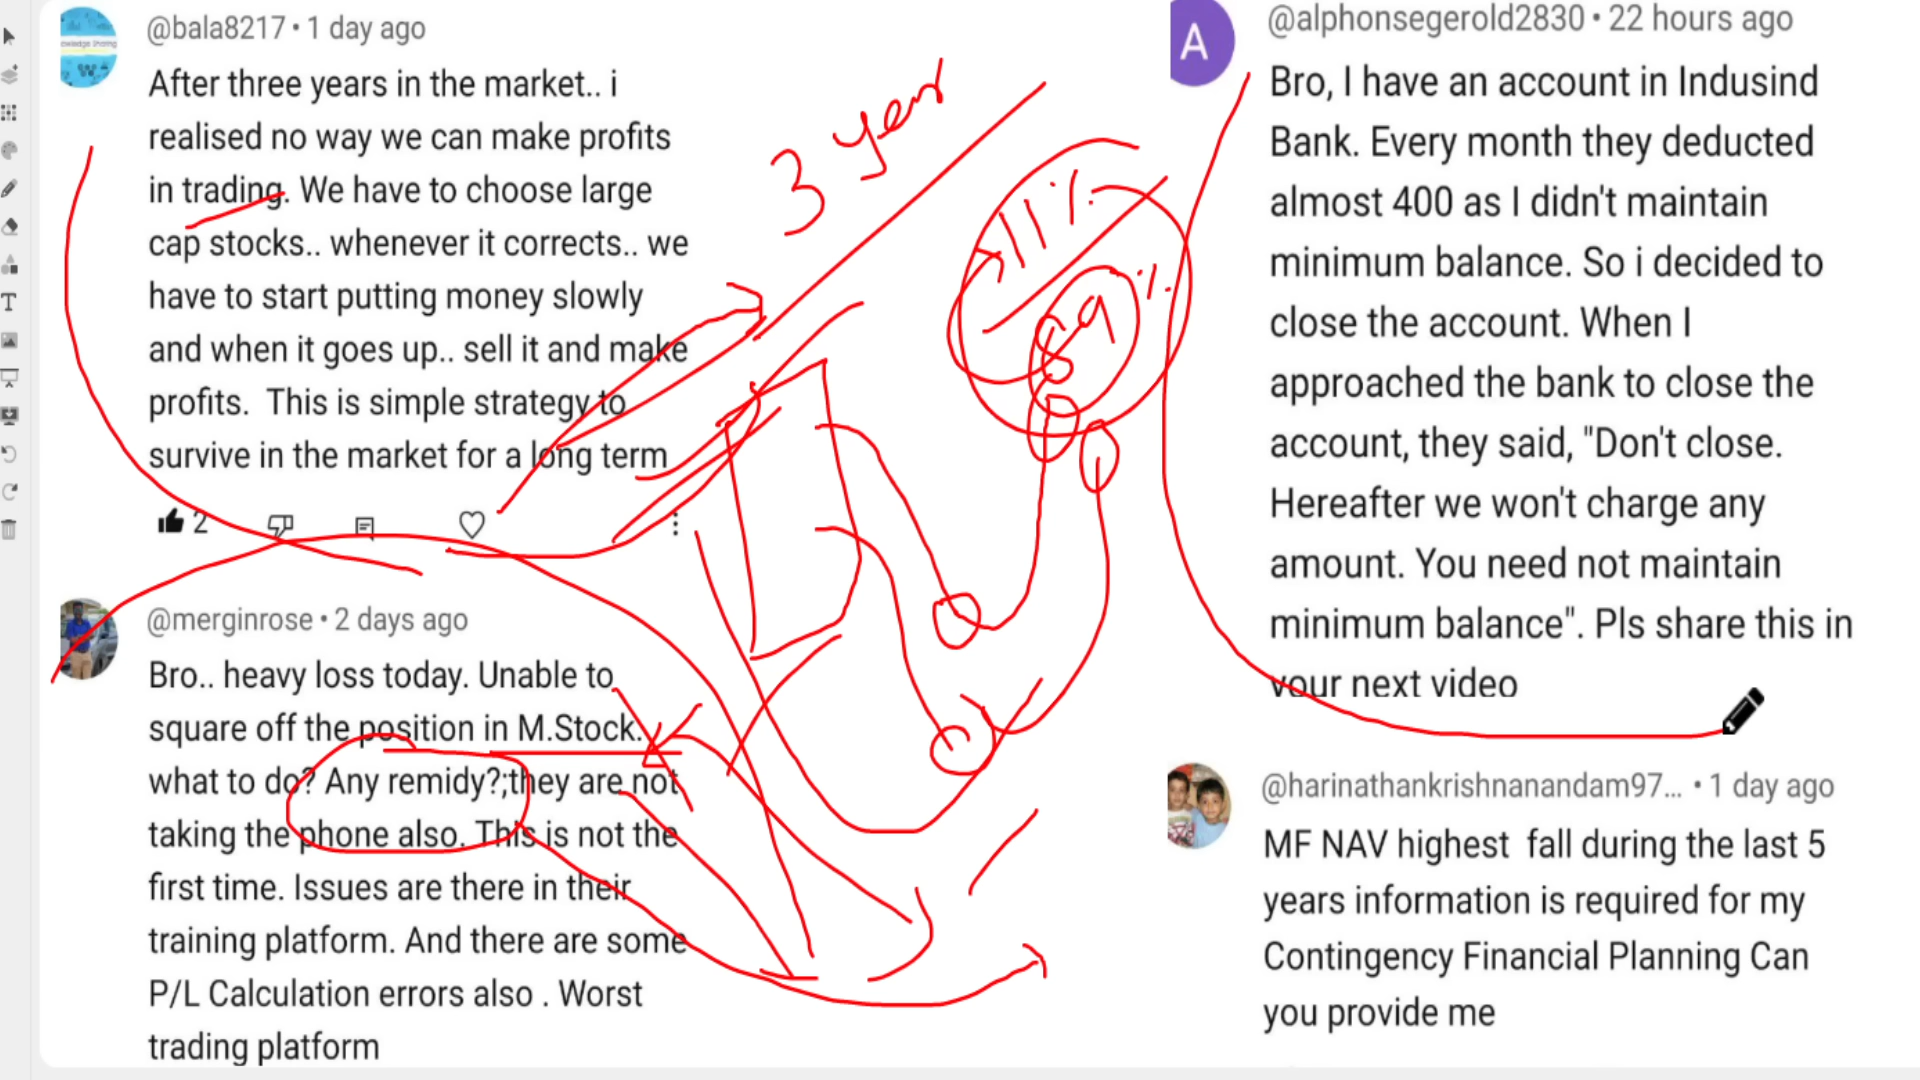 @bala8217 • 1 day ago
After three years in the market.. i
realised no way we can make profits
in trading. We have to choose large
cap stocks.. whenever it corrects.. we
have to start putting money slowly
and when it goes up.. sell it and make
profits.  This is simple strategy to
survive in the market for a long term
2
@merginrose • 2 days ago
Bro.. heavy loss today. Unable to
square off the position in M.Stock.
what to do? Any remidy?;they are not
taking the phone also. This is not the
first time. Issues are there in their
training platform. And there are some
P/L Calculation errors also . Worst
trading platform
3 year
11%
9%
A
@alphonsegerold2830 • 22 hours ago
Bro, I have an account in Indusind
Bank. Every month they deducted
almost 400 as I didn't maintain
minimum balance. So i decided to
close the account. When I
approached the bank to close the
account, they said, "Don't close.
Hereafter we won't charge any
amount. You need not maintain
minimum balance". Pls share this in
your next video
@harinathankrishnanandam97... • 1 day ago
MF NAV highest  fall during the last 5
years information is required for my
Contingency Financial Planning Can
you provide me